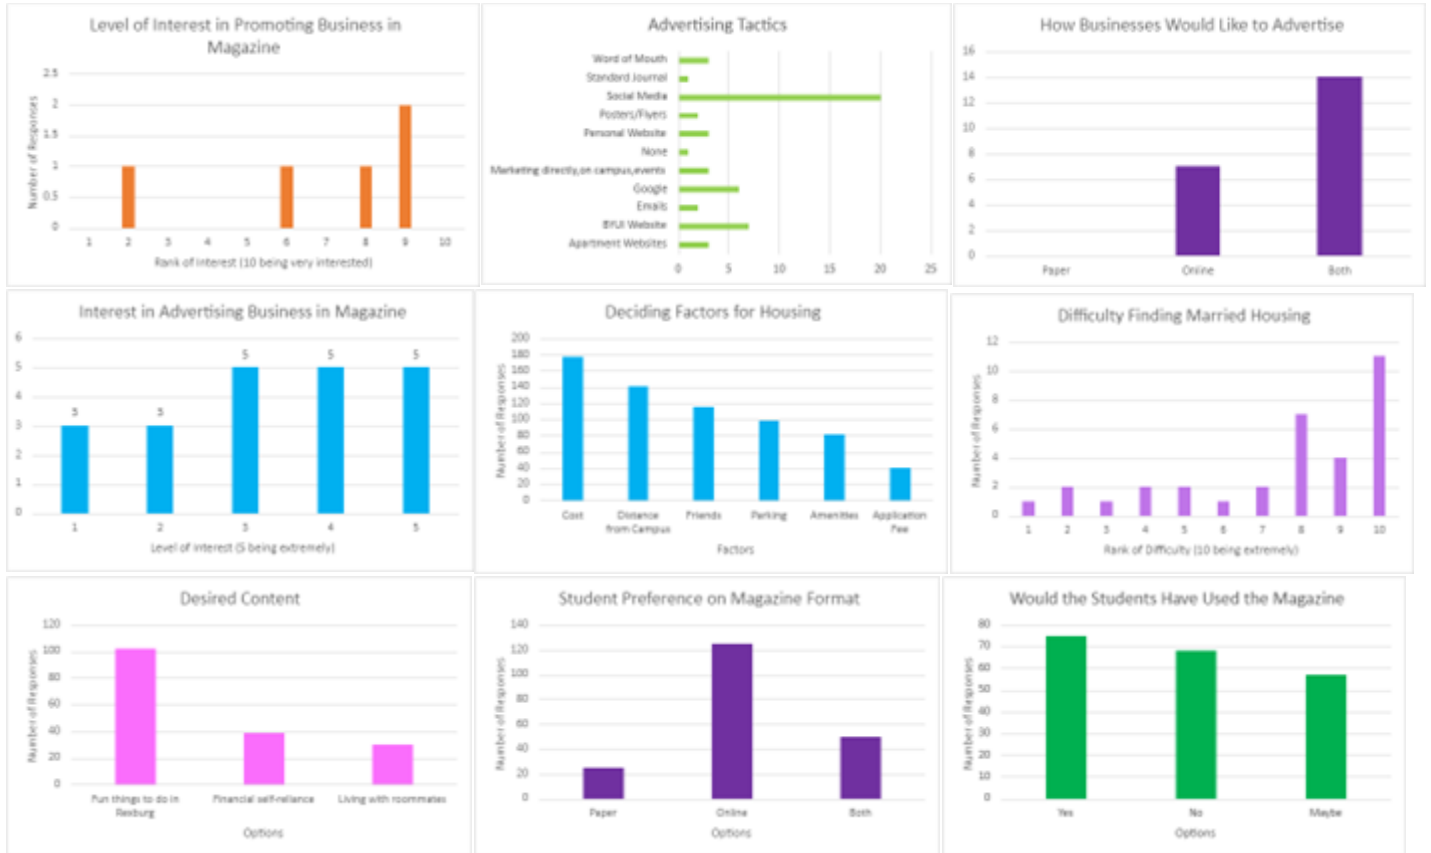 Level of Interest in Promoting Business in
Magazine
2.5
2
1.5
1
0.5
0
Number of Responses
1 2 3 4 5 6 7 8 9 10
Rank of Interest (10 being very interested)
Advertising Tactics
Word of Mouth
Standard Journal
Social Media
Posters/Flyers
Personal Website
None
Marketing directly,on campus,events
Google
Emails
BYUI Website
Apartment Websites
0 5 10 15 20 25
How Businesses Would Like to Advertise
16
14
12
10
8
6
4
2
0
Paper Online Both
Interest in Advertising Business in Magazine
6
5
4
3
2
1
0
3 3 5 5 5
1 2 3 4 5
Level of Interest (5 being extremely)
Deciding Factors for Housing
200
180
160
140
120
100
80
60
40
20
0
Number of Responses
Cost Distance Friends Parking Amenities Application
from Campus Fee
Factors
Difficulty Finding Married Housing
12
10
8
6
4
2
0
Number of Responses
1 2 3 4 5 6 7 8 9 10
Rank of Difficulty (10 being extremely)
Desired Content
120
100
80
60
40
20
0
Number of Responses
Fun things to do in Financial self-reliance Living with roommates
Rexburg
Options
Student Preference on Magazine Format
140
120
100
80
60
40
20
0
Number of Responses
Paper Online Both
Options
Would the Students Have Used the Magazine
80
70
60
50
40
30
20
10
0
Number of Responses
Yes No Maybe
Options